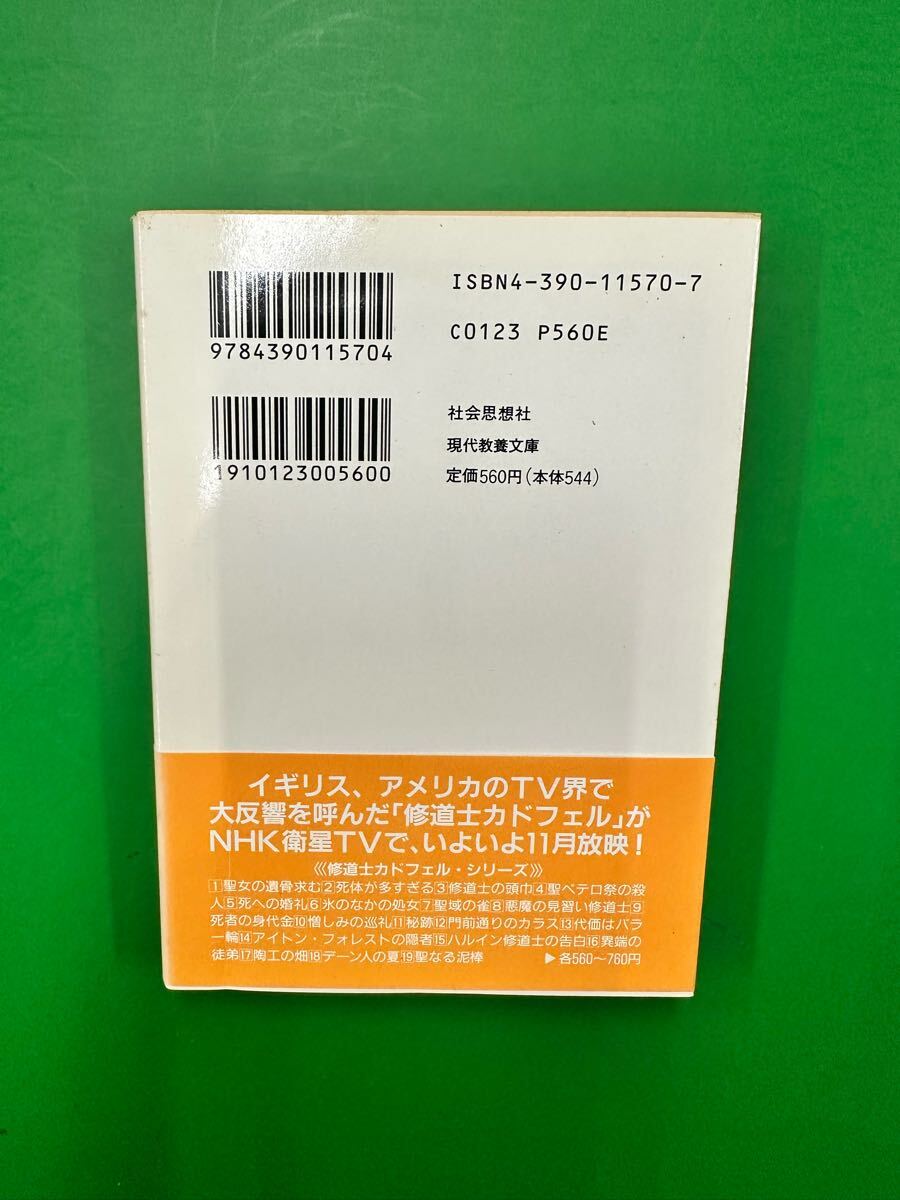 ISBN4-390-11570-7
9784390115704
C0123 P560E
1910123005600
社会思想社
現代教養文庫
定価560円(本体544)
イギリス、アメリカのTV界で
大反響を呼んだ「修道士カドフェル」が
NHK衛星TVで、いよいよ11月放映!
《修道士カドフェル・シリーズ》
1聖女の遺骨求む2死体が多すぎる3修道士の頭巾4聖ペテロ祭の殺
人5死への婚礼6氷のなかの処女7聖域の雀8悪魔の見習い修道士9
死者の身代金10憎しみの巡礼11秘跡12門前通りのカラス13代価はバラ
一輪14アイトン・フォレストの隠者15ハルイン修道士の告白16異端の
徒弟17陶工の畑18デーン人の夏19聖なる泥棒 ▶各560〜760円